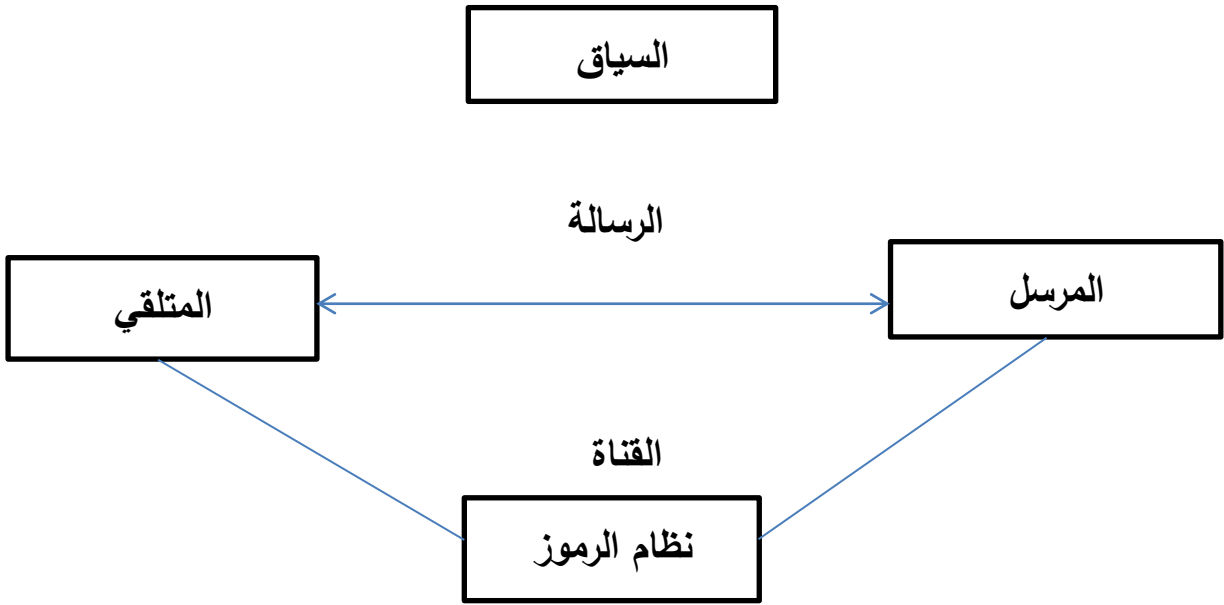 السياق
الرسالة
المرسل
المتلقي
القناة
نظام الرموز